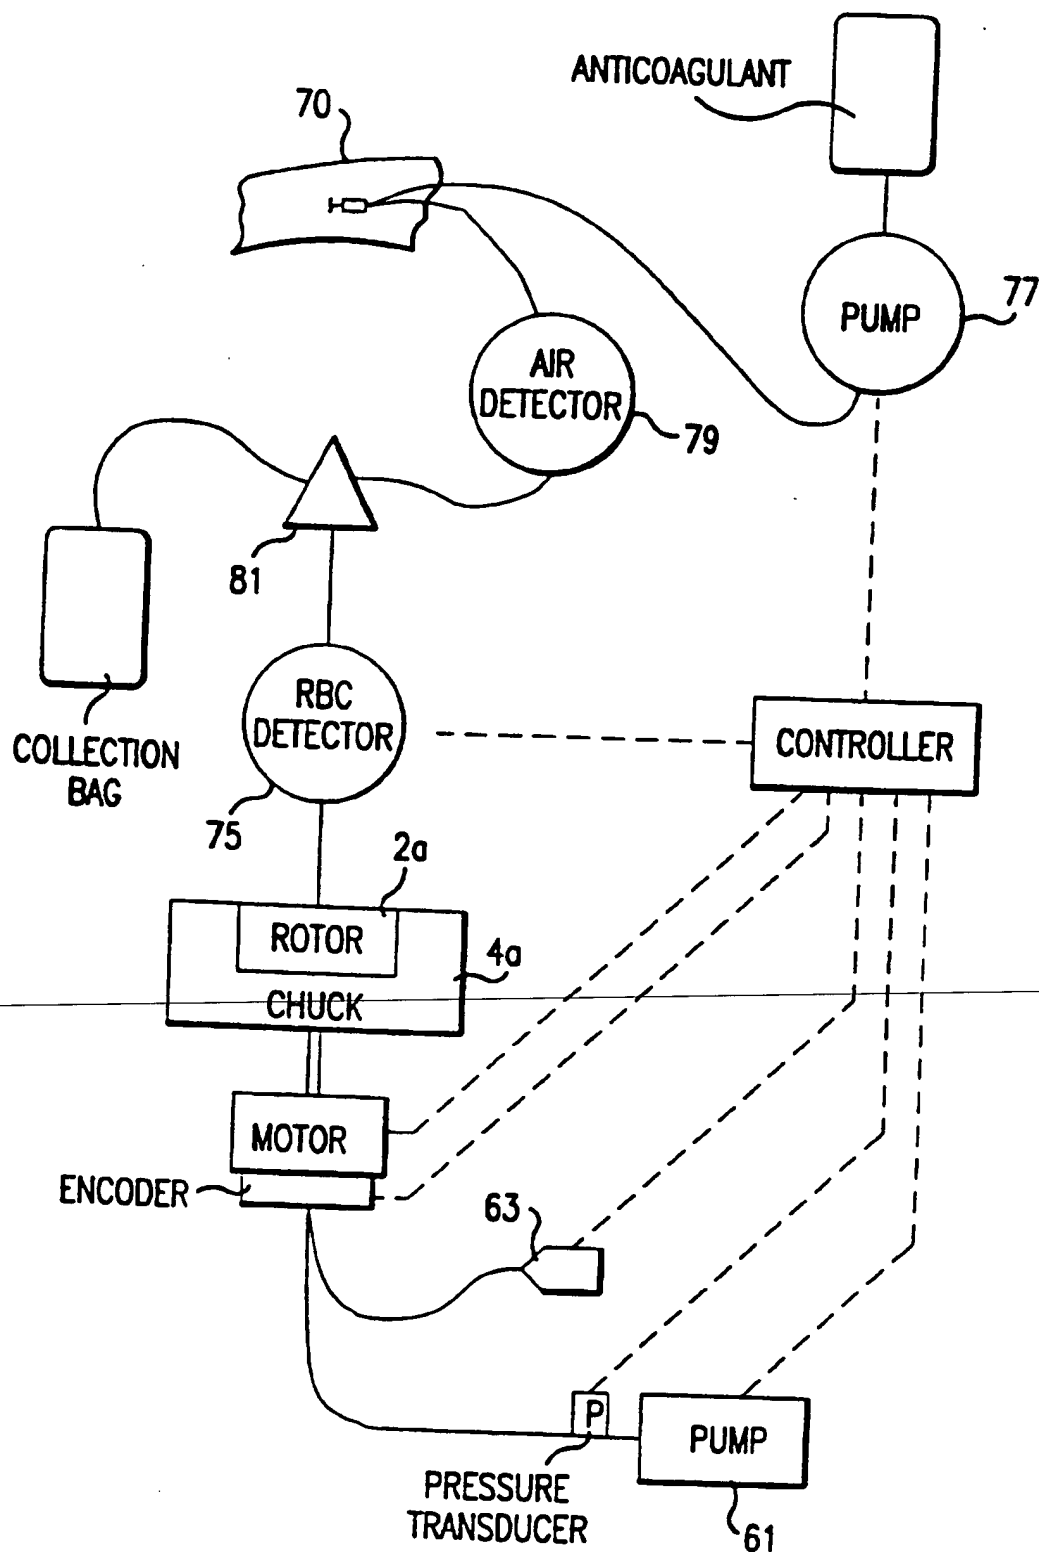 ANTICOAGULANT
70
PUMP
77
AIR
DETECTOR
79
81
RBC
DETECTOR
COLLECTION
BAG
CONTROLLER
75
2a
ROTOR
4a
CHUCK
MOTOR
ENCODER
63
P
PUMP
PRESSURE
TRANSDUCER
61